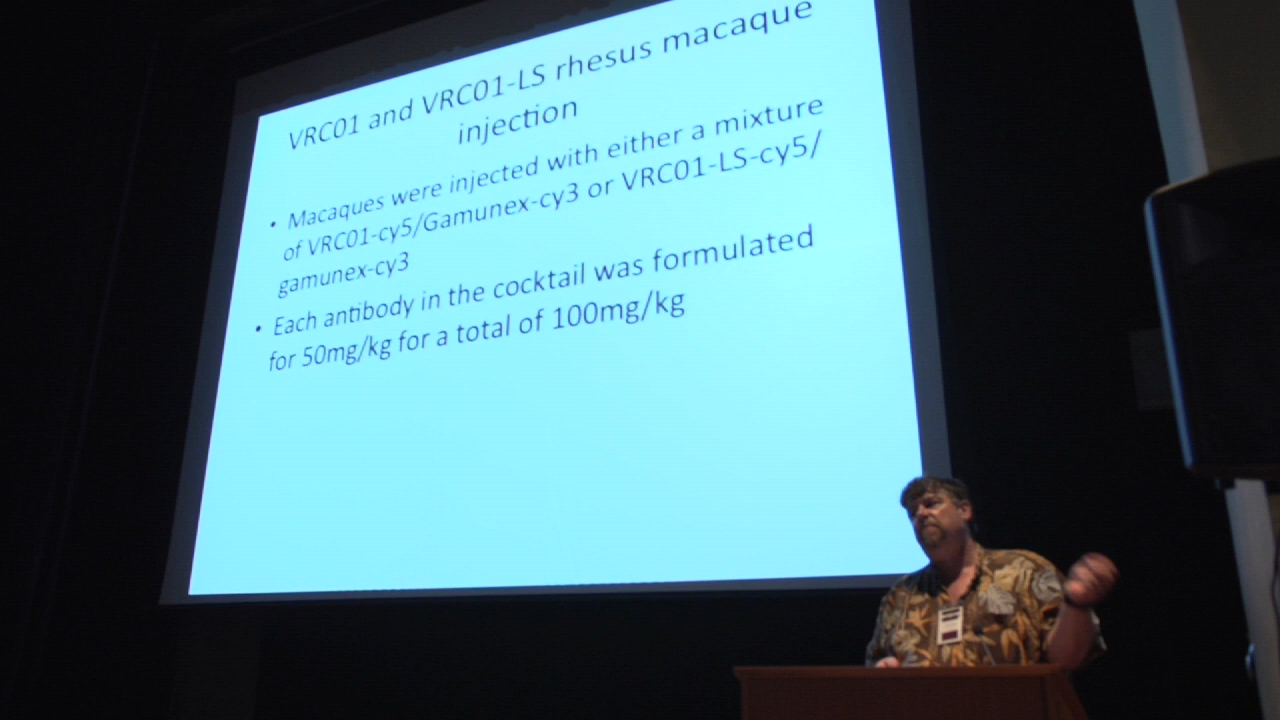 VRC01 and VRC01-LS rhesus macaque
injection
• Macaques were injected with either a mixture
of VRC01-cy5/Gamunex-cy3 or VRC01-LS-cy5/
gamunex-cy3
• Each antibody in the cocktail was formulated
for 50mg/kg for a total of 100mg/kg